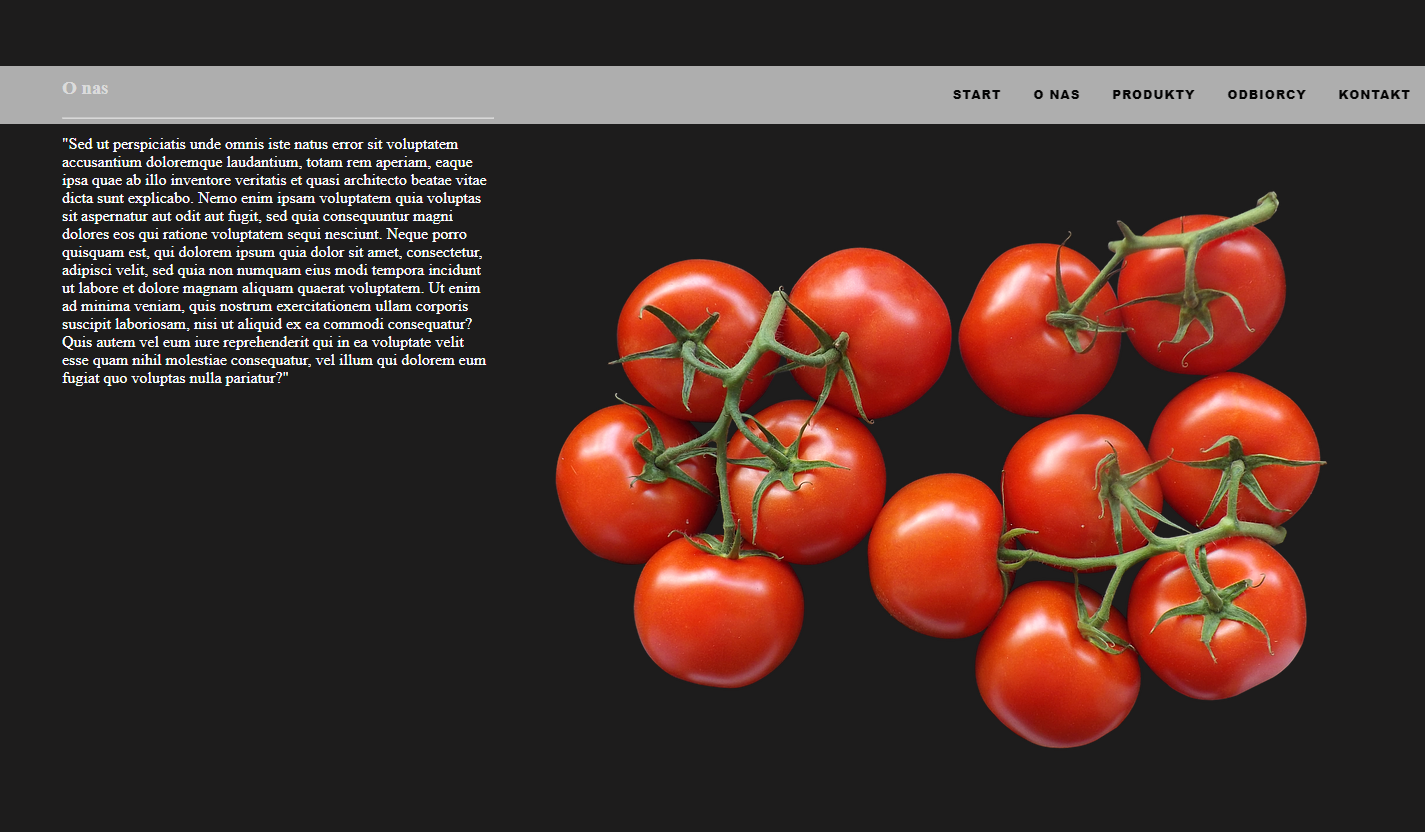 O nas
START O NAS PRODUKTY ODBIORCY KONTAKT
"Sed ut perspiciatis unde omnis iste natus error sit voluptatem
accusantium doloremque laudantium, totam rem aperiam, eaque
ipsa quae ab illo inventore veritatis et quasi architecto beatae vitae
dicta sunt explicabo. Nemo enim ipsam voluptatem quia voluptas
sit aspernatur aut odit aut fugit, sed quia consequuntur magni
dolores eos qui ratione voluptatem sequi nesciunt. Neque porro
quisquam est, qui dolorem ipsum quia dolor sit amet, consectetur,
adipisci velit, sed quia non numquam eius modi tempora incidunt
ut labore et dolore magnam aliquam quaerat voluptatem. Ut enim
ad minima veniam, quis nostrum exercitationem ullam corporis
suscipit laboriosam, nisi ut aliquid ex ea commodi consequatur?
Quis autem vel eum iure reprehenderit qui in ea voluptate velit
esse quam nihil molestiae consequatur, vel illum qui dolorem eum
fugiat quo voluptas nulla pariatur?"